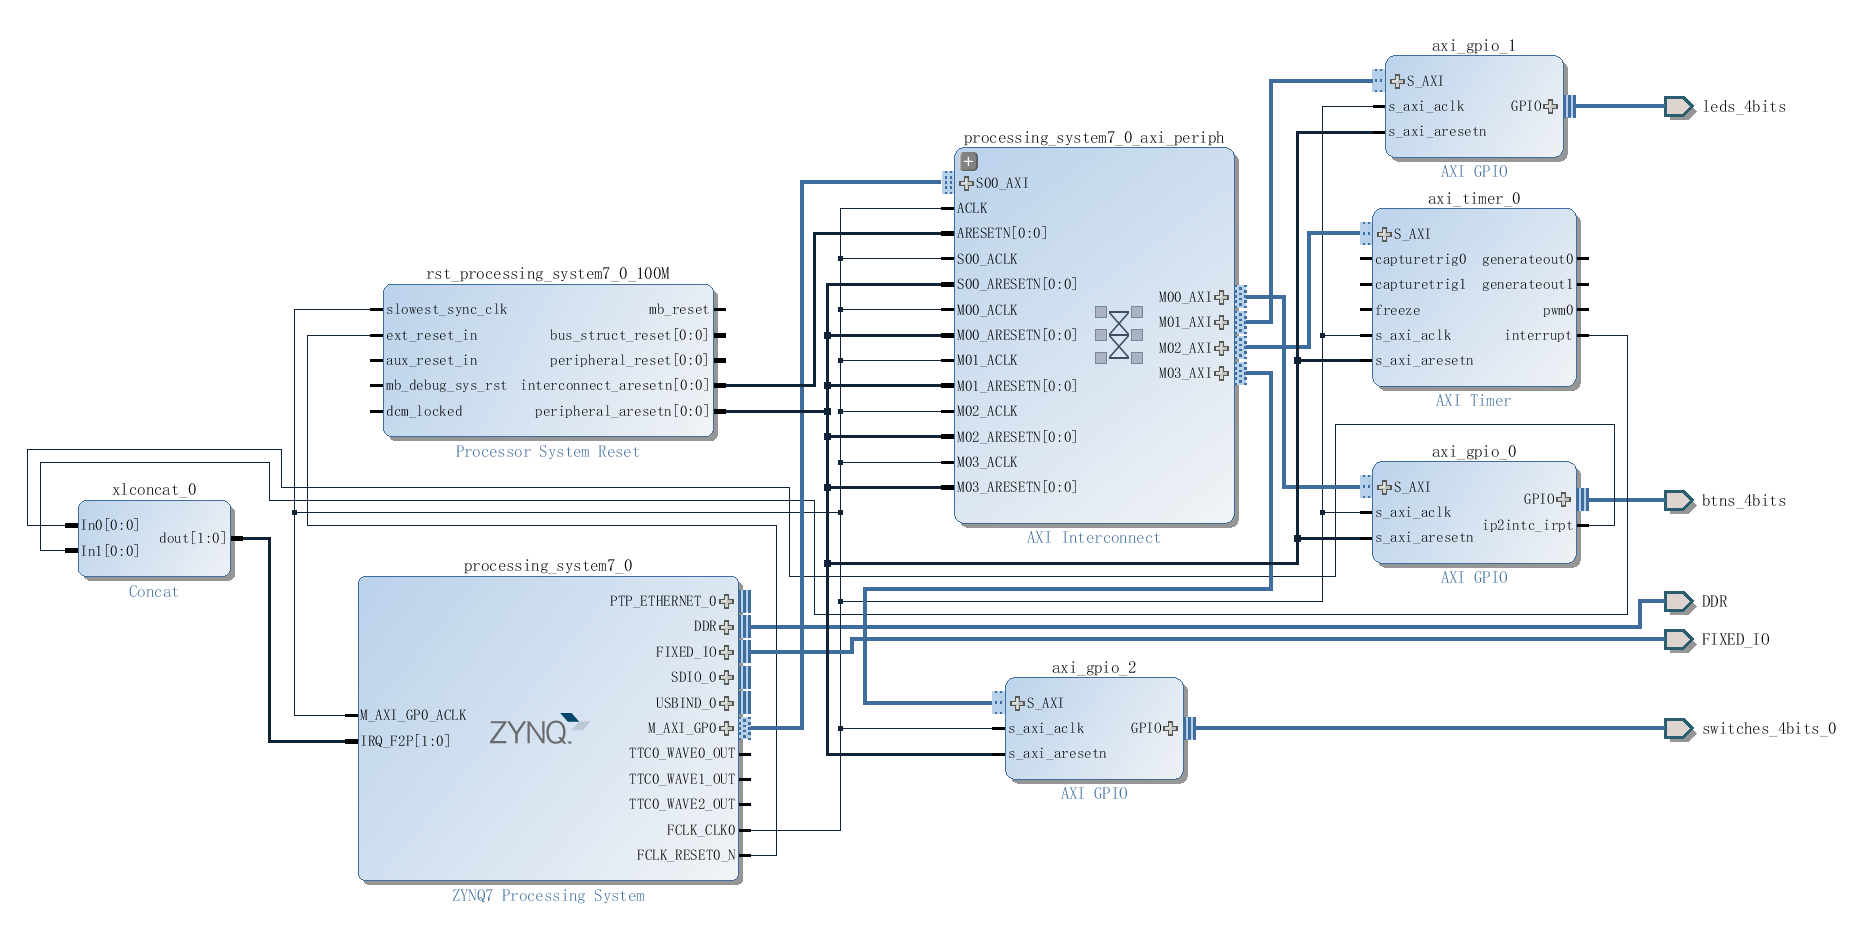 axi_gpio_1
S_AXI
s_axi_aclk
s_axi_aresetn
GPIO
AXI GPIO
leds_4bits
processing_system7_0_axi_periph
S00_AXI
ACLK
ARESETN[0:0]
S00_ACLK
S00_ARESETN[0:0]
M00_ACLK
M00_ARESETN[0:0]
M01_ACLK
M01_ARESETN[0:0]
M02_ACLK
M02_ARESETN[0:0]
M03_ACLK
M03_ARESETN[0:0]
M00_AXI
M01_AXI
M02_AXI
M03_AXI
AXI Interconnect
axi_timer_0
S_AXI
capturetrig0
capturetrig1
freeze
s_axi_aclk
s_axi_aresetn
generateout0
generateout1
pwm0
interrupt
AXI Timer
rst_processing_system7_0_100M
slowest_sync_clk
ext_reset_in
aux_reset_in
mb_debug_sys_rst
dcm_locked
mb_reset
bus_struct_reset[0:0]
peripheral_reset[0:0]
interconnect_aresetn[0:0]
peripheral_aresetn[0:0]
Processor System Reset
axi_gpio_0
S_AXI
s_axi_aclk
s_axi_aresetn
GPIO
ip2intc_irpt
AXI GPIO
btns_4bits
xlconcat_0
In0[0:0]
In1[0:0]
dout[1:0]
Concat
processing_system7_0
M_AXI_GP0_ACLK
IRQ_F2P[1:0]
ZYNQ
PTP_ETHERNET_0
DDR
FIXED_IO
SDIO_0
USBIND_0
M_AXI_GP0
TTC0_WAVE0_OUT
TTC0_WAVE1_OUT
TTC0_WAVE2_OUT
FCLK_CLK0
FCLK_RESET0_N
ZYNQ7 Processing System
DDR
FIXED_IO
axi_gpio_2
S_AXI
s_axi_aclk
s_axi_aresetn
GPIO
AXI GPIO
switches_4bits_0